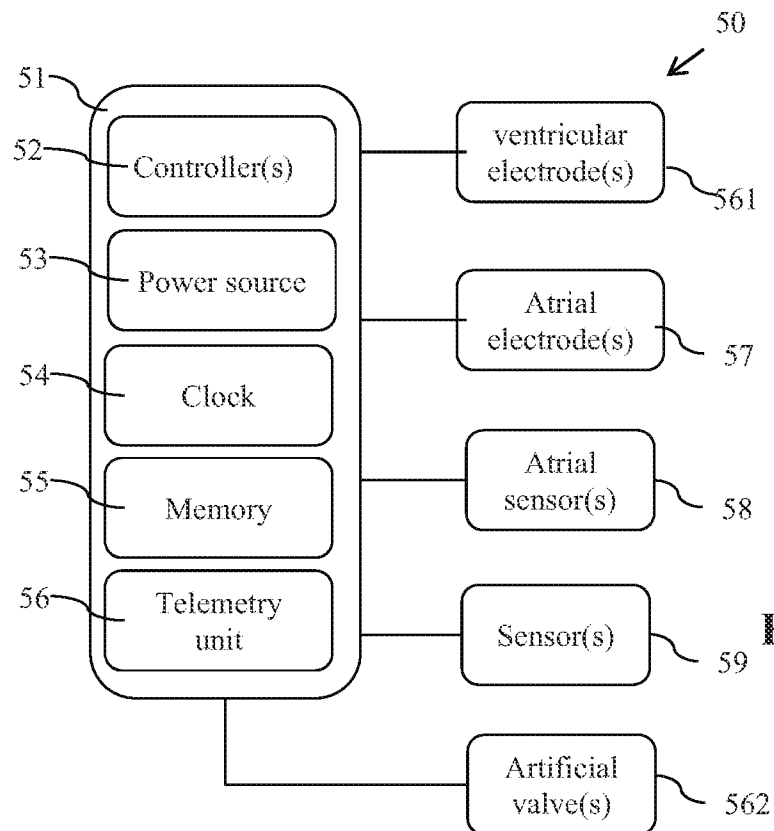 50
51
52
Controller(s)
ventricular
electrode(s)
561
53
Power source
Atrial
electrode(s)
57
54
Clock
55
Memory
Atrial
sensor(s)
58
56
Telemetry
unit
Sensor(s)
59
Artificial
valve(s)
562